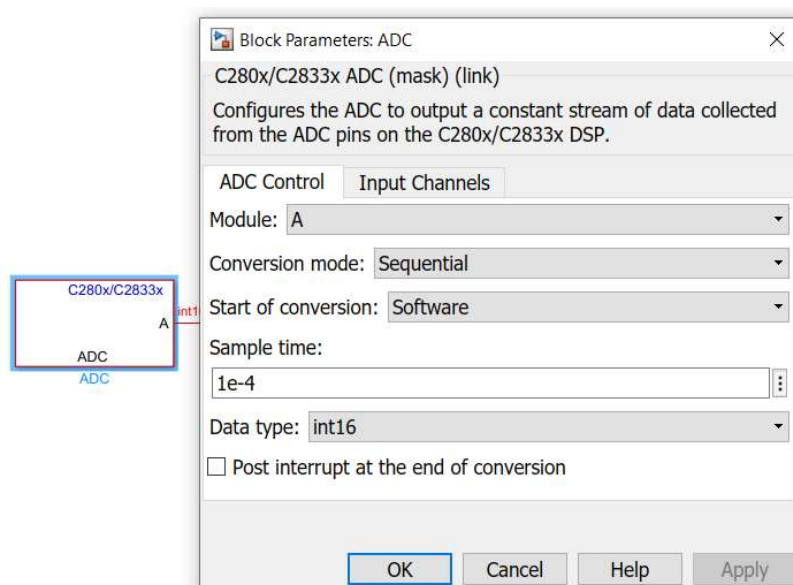 Block Parameters: ADC
C280x/C2833x ADC (mask) (link)
Configures the ADC to output a constant stream of data collected
from the ADC pins on the C280x/C2833x DSP.
ADC Control Input Channels
Module: A
Conversion mode: Sequential
Start of conversion: Software
Sample time:
1e-4
Data type: int16
Post interrupt at the end of conversion
OK Cancel Help Apply
C280x/C2833x
A
ADC
ADC